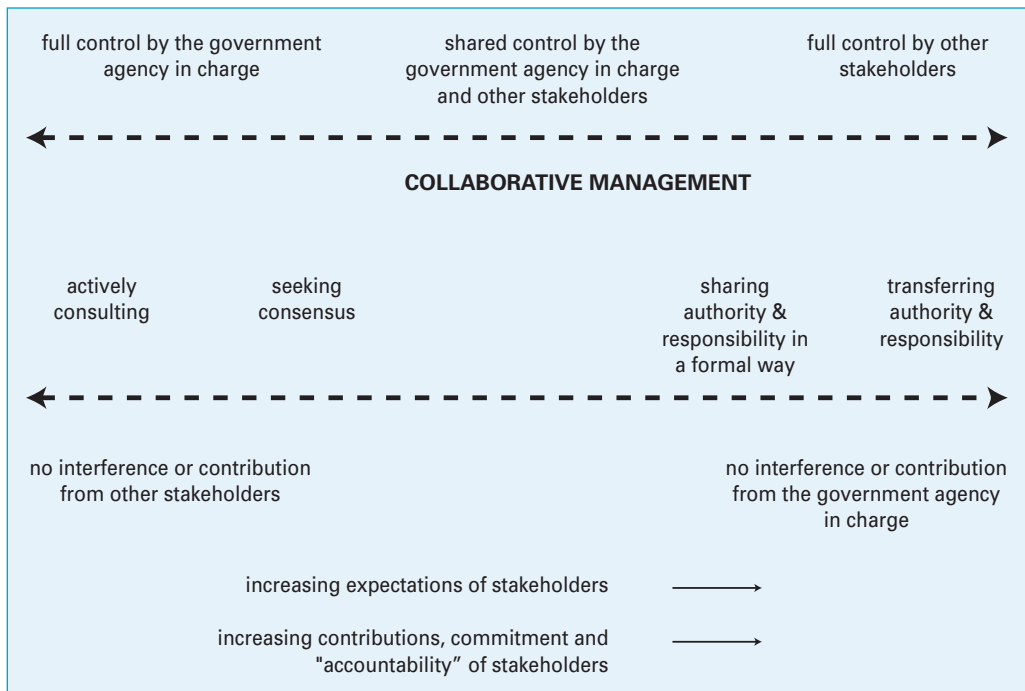 full control by the government
agency in charge
shared control by the
government agency in charge
and other stakeholders
full control by other
stakeholders
COLLABORATIVE MANAGEMENT
actively
consulting
seeking
consensus
sharing
authority &
responsibility in
a formal way
transferring
authority &
responsibility
no interference or contribution
from other stakeholders
no interference or contribution
from the government agency
in charge
increasing expectations of stakeholders
increasing contributions, commitment and
"accountability” of stakeholders